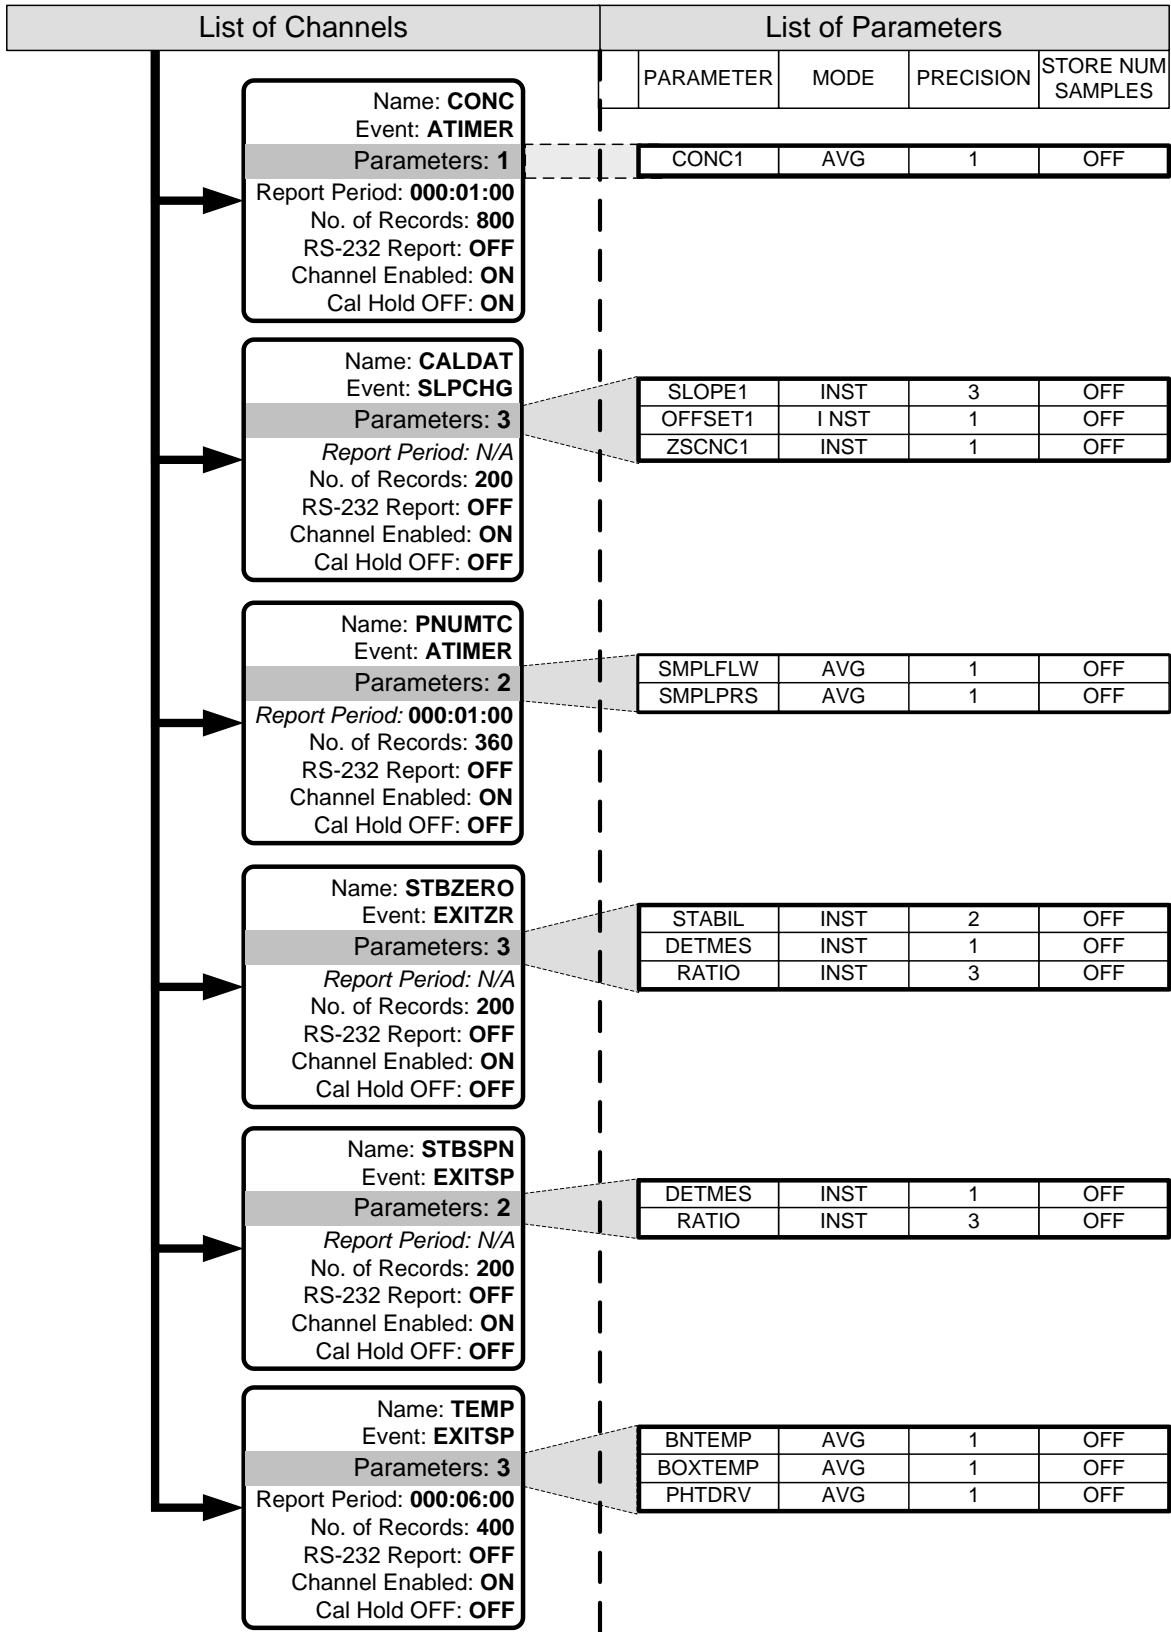 List of Channels
List of Parameters
PARAMETER MODE PRECISION STORE NUM SAMPLES
Name: CONC
Event: ATIMER
Parameters: 1
Report Period: 000:01:00
No. of Records: 800
RS-232 Report: OFF
Channel Enabled: ON
Cal Hold OFF: ON
CONC1 AVG 1 OFF
Name: CALDAT
Event: SLPCHG
Parameters: 3
Report Period: N/A
No. of Records: 200
RS-232 Report: OFF
Channel Enabled: ON
Cal Hold OFF: OFF
SLOPE1 INST 3 OFF
OFFSET1 I NST 1 OFF
ZSCNC1 INST 1 OFF
Name: PNUMTC
Event: ATIMER
Parameters: 2
Report Period: 000:01:00
No. of Records: 360
RS-232 Report: OFF
Channel Enabled: ON
Cal Hold OFF: OFF
SMPLFLW AVG 1 OFF
SMPLPRS AVG 1 OFF
Name: STBZERO
Event: EXITZR
Parameters: 3
Report Period: N/A
No. of Records: 200
RS-232 Report: OFF
Channel Enabled: ON
Cal Hold OFF: OFF
STABIL INST 2 OFF
DETMES INST 1 OFF
RATIO INST 3 OFF
Name: STBSPN
Event: EXITSP
Parameters: 2
Report Period: N/A
No. of Records: 200
RS-232 Report: OFF
Channel Enabled: ON
Cal Hold OFF: OFF
DETMES INST 1 OFF
RATIO INST 3 OFF
Name: TEMP
Event: EXITSP
Parameters: 3
Report Period: 000:06:00
No. of Records: 400
RS-232 Report: OFF
Channel Enabled: ON
Cal Hold OFF: OFF
BNTEMP AVG 1 OFF
BOXTEMP AVG 1 OFF
PHTDRV AVG 1 OFF